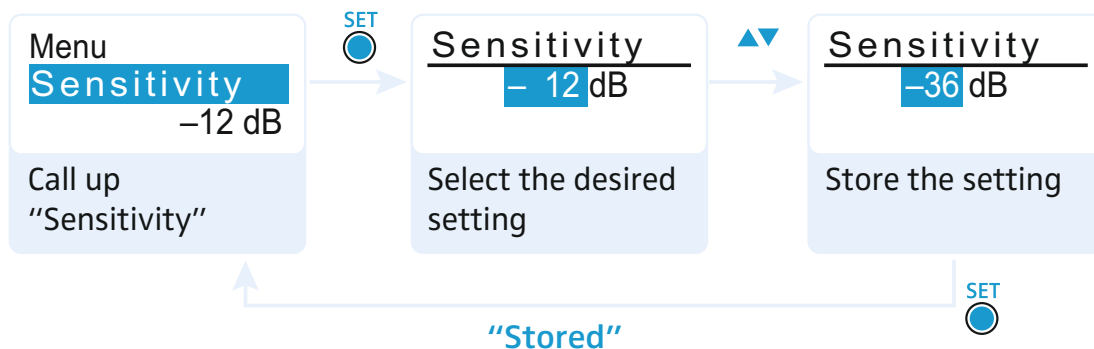 Menu
Sensitivity
–12 dB
Call up
“Sensitivity”
SET
Sensitivity
– 12 dB
Select the desired
setting
▲▼
Sensitivity
–36 dB
Store the setting
SET
“Stored”